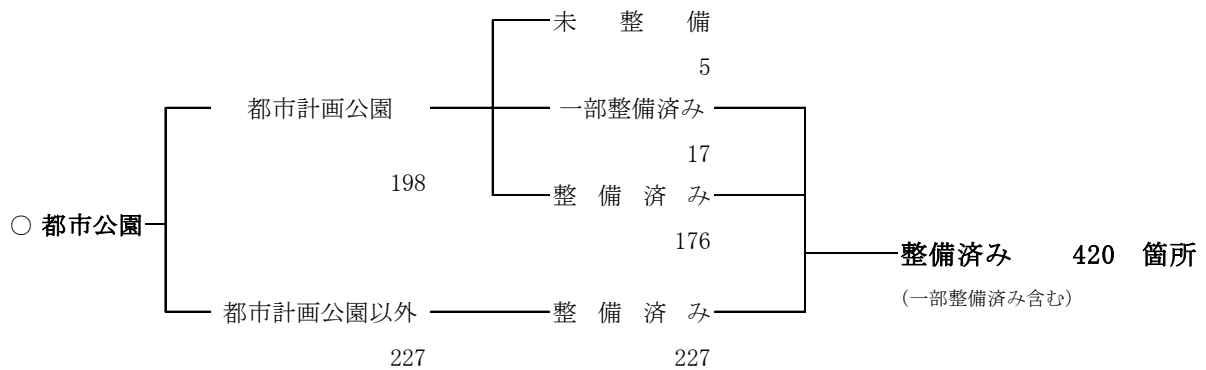 未 整 備
5
都市計画公園 一部整備済み
17
198
整 備 済 み
○ 都市公園
176
整備済み 420 箇所
(一部整備済み含む)
都市計画公園以外 整 備 済 み
227 227